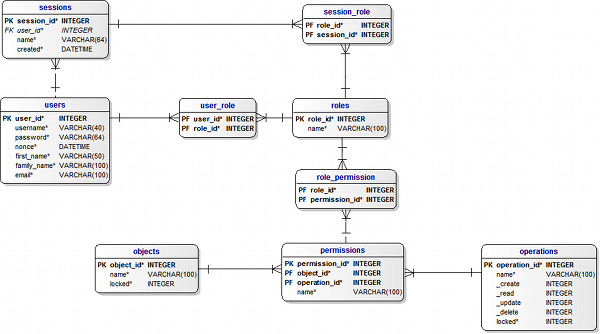 sessions
PK session_id* INTEGER
FK user_id* INTEGER
name* VARCHAR(64)
created* DATETIME
session_role
PF role_id* INTEGER
PF session_id* INTEGER
users
PK user_id* INTEGER
username* VARCHAR(40)
password* VARCHAR(64)
nonce* DATETIME
first_name* VARCHAR(50)
family_name* VARCHAR(100)
email* VARCHAR(100)
user_role
PF user_id* INTEGER
PF role_id* INTEGER
roles
PK role_id* INTEGER
name* VARCHAR(100)
role_permission
PF role_id* INTEGER
PF permission_id* INTEGER
objects
PK object_id* INTEGER
name* VARCHAR(100)
locked* INTEGER
permissions
PK permission_id* INTEGER
PF object_id* INTEGER
PF operation_id* INTEGER
name* VARCHAR(100)
operations
PK operation_id* INTEGER
name* VARCHAR(100)
_create INTEGER
_read INTEGER
_update INTEGER
_delete INTEGER
locked* INTEGER